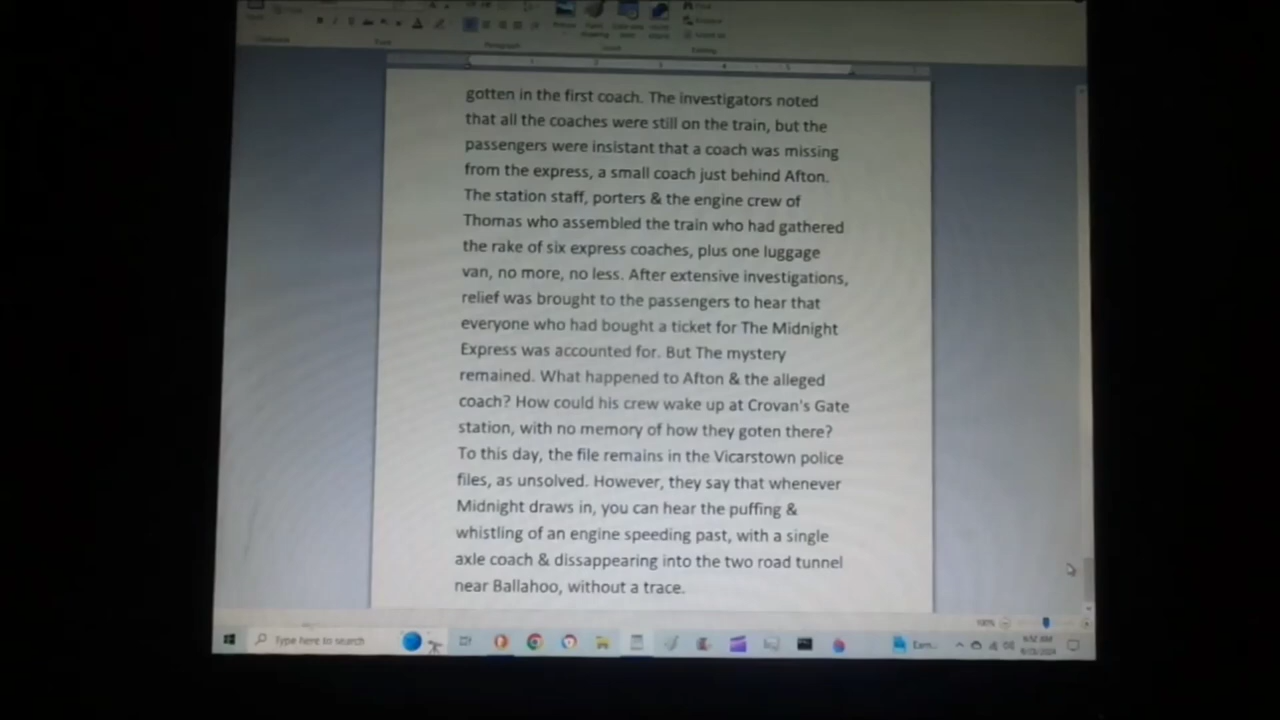 Paragraph
Editing
gotten in the first coach. The investigators noted
that all the coaches were still on the train, but the
passengers were insistant that a coach was missing
from the express, a small coach just behind Afton.
The station staff, porters & the engine crew of
Thomas who assembled the train who had gathered
the rake of six express coaches, plus one luggage
van, no more, no less. After extensive investigations,
relief was brought to the passengers to hear that
everyone who had bought a ticket for The Midnight
Express was accounted for. But The mystery
remained. What happened to Afton & the alleged
coach? How could his crew wake up at Crovan's Gate
station, with no memory of how they goten there?
To this day, the file remains in the Vicarstown police
files, as unsolved. However, they say that whenever
Midnight draws in, you can hear the puffing &
whistling of an engine speeding past, with a single
axle coach & dissappearing into the two road tunnel
near Ballahoo, without a trace.
100%
Type here to search